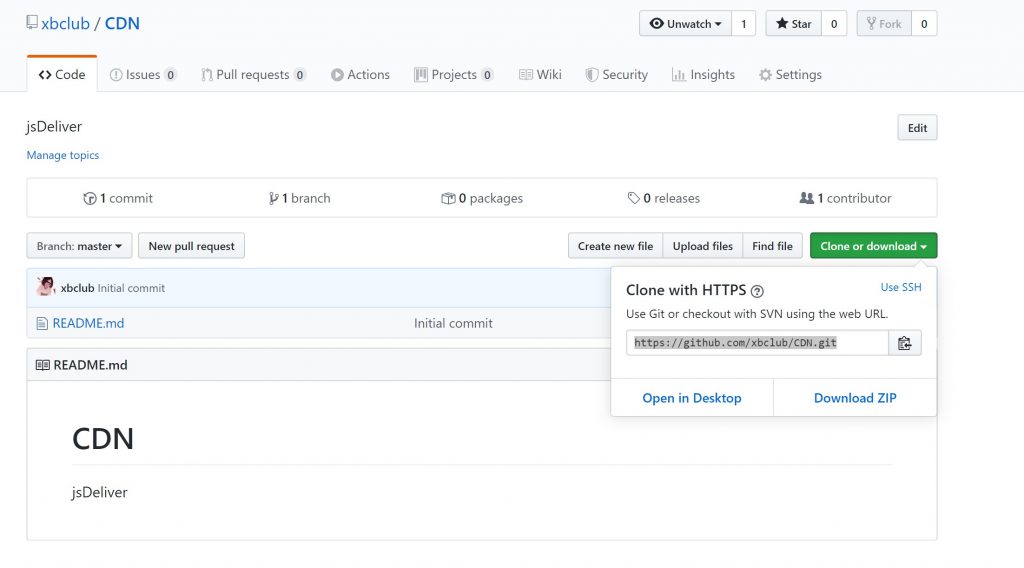 xbclub / CDN
Unwatch 1 Star 0 Fork 0
Code Issues 0 Pull requests 0 Actions Projects 0 Wiki Security Insights Settings
jsDeliver
Edit
Manage topics
1 commit 1 branch 0 packages 0 releases 1 contributor
Branch: master New pull request Create new file Upload files Find file Clone or download
xbclub Initial commit
README.md Initial commit
Clone with HTTPS ? Use SSH
Use Git or checkout with SVN using the web URL.
https://github.com/xbclub/CDN.git
Open in Desktop Download ZIP
README.md
CDN
jsDeliver